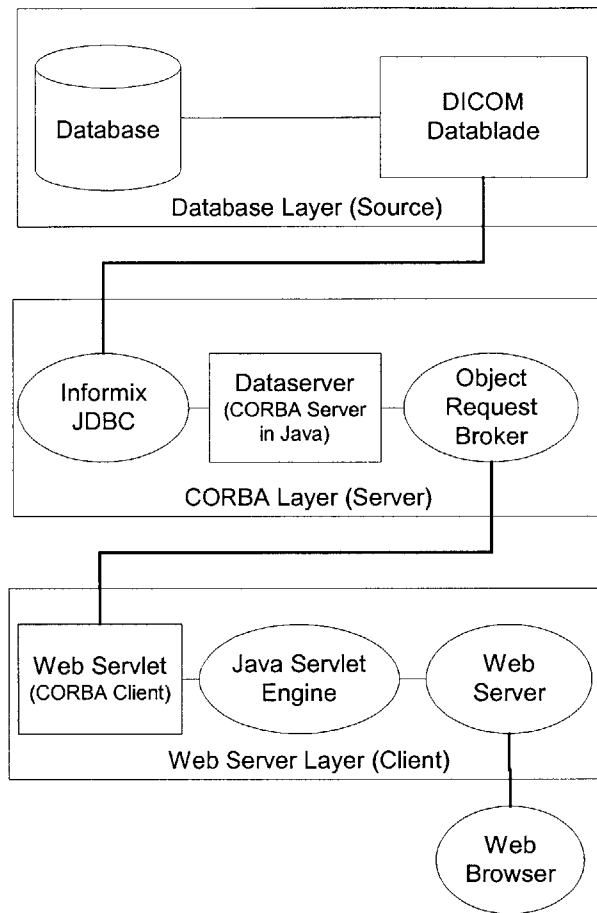 Database
DICOM
Datablade
Database Layer (Source)
Informix
JDBC
Dataserver
(CORBA Server
in Java)
Object
Request
Broker
CORBA Layer (Server)
Web Servlet
(CORBA Client)
Java Servlet
Engine
Web
Server
Web Server Layer (Client)
Web
Browser